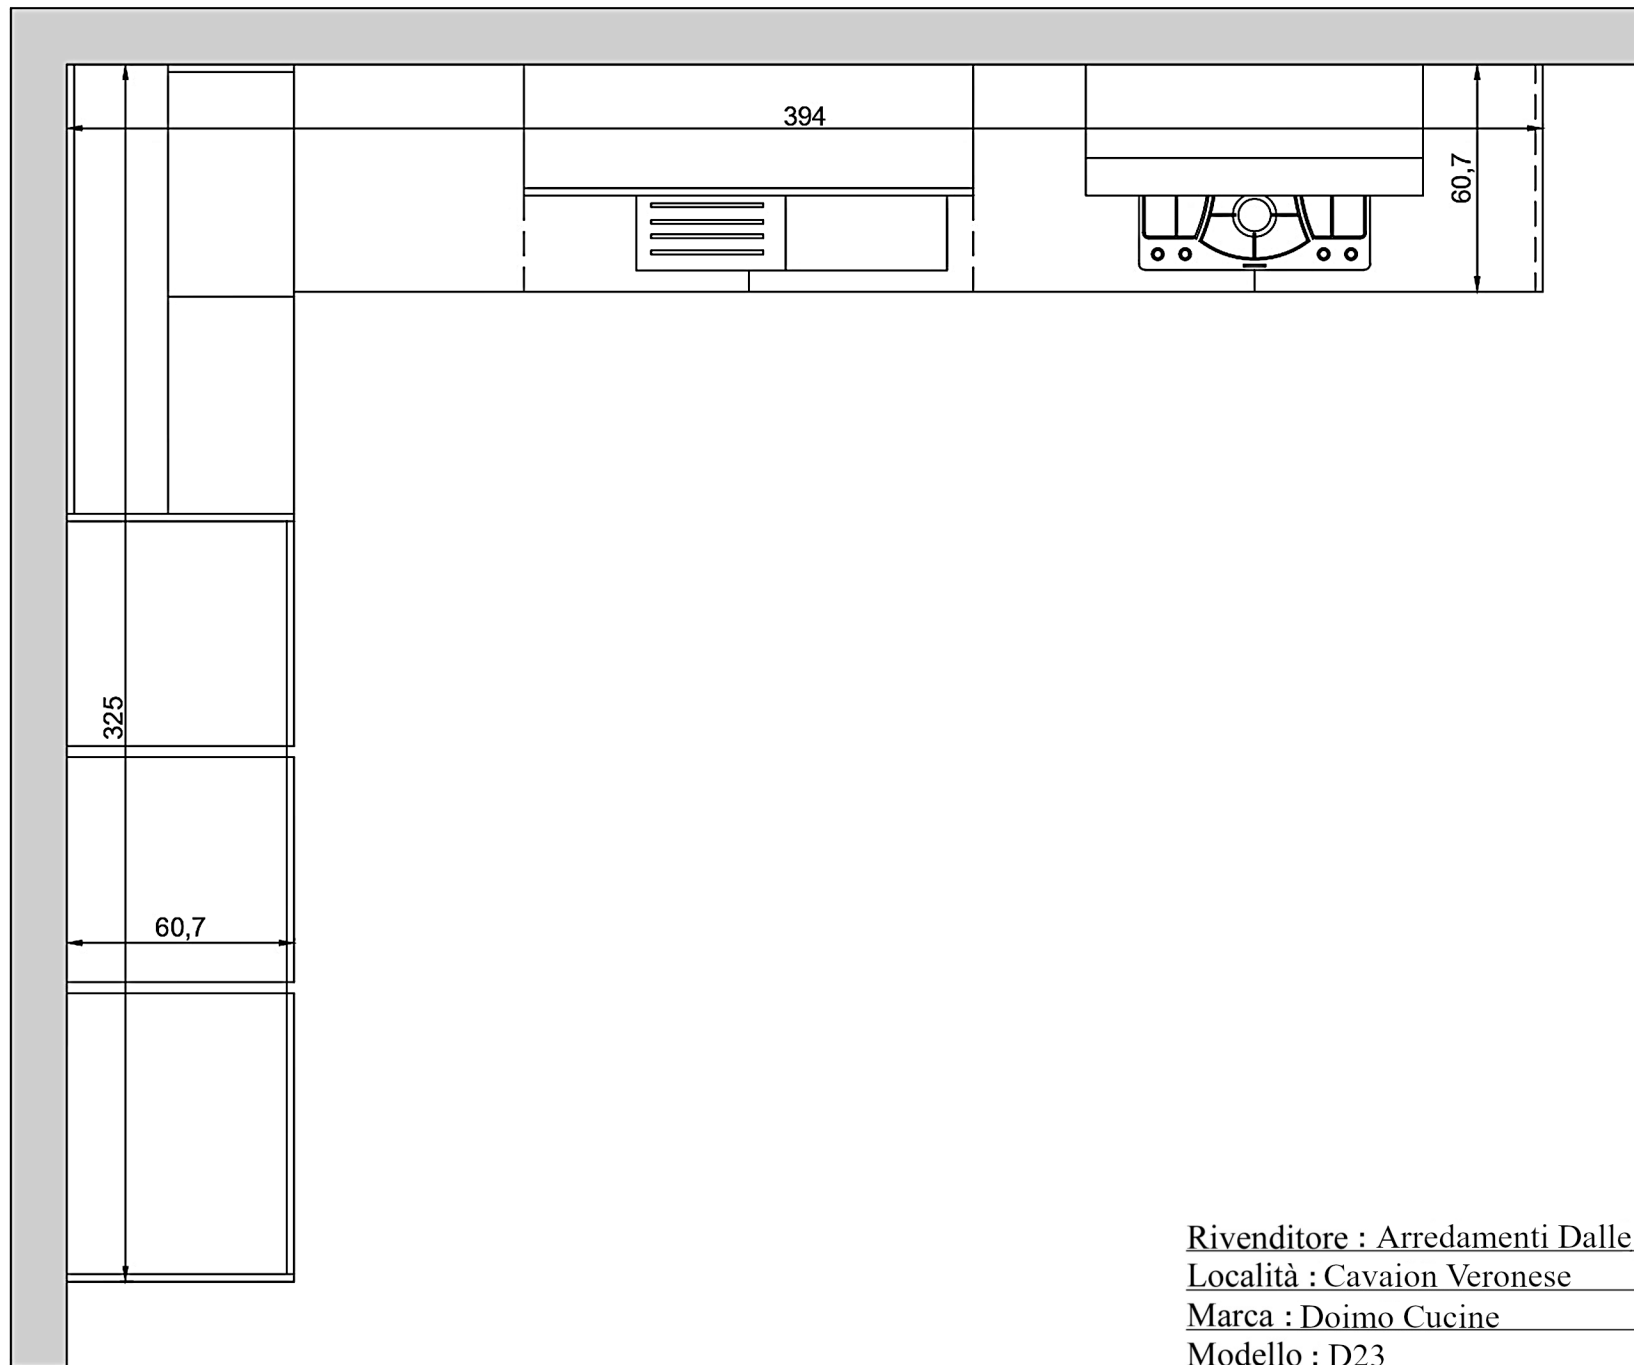 394
60,7
325
60,7
Rivenditore : Arredamenti Dalle
Località : Cavaion Veronese
Marca : Doimo Cucine
Modello : D23